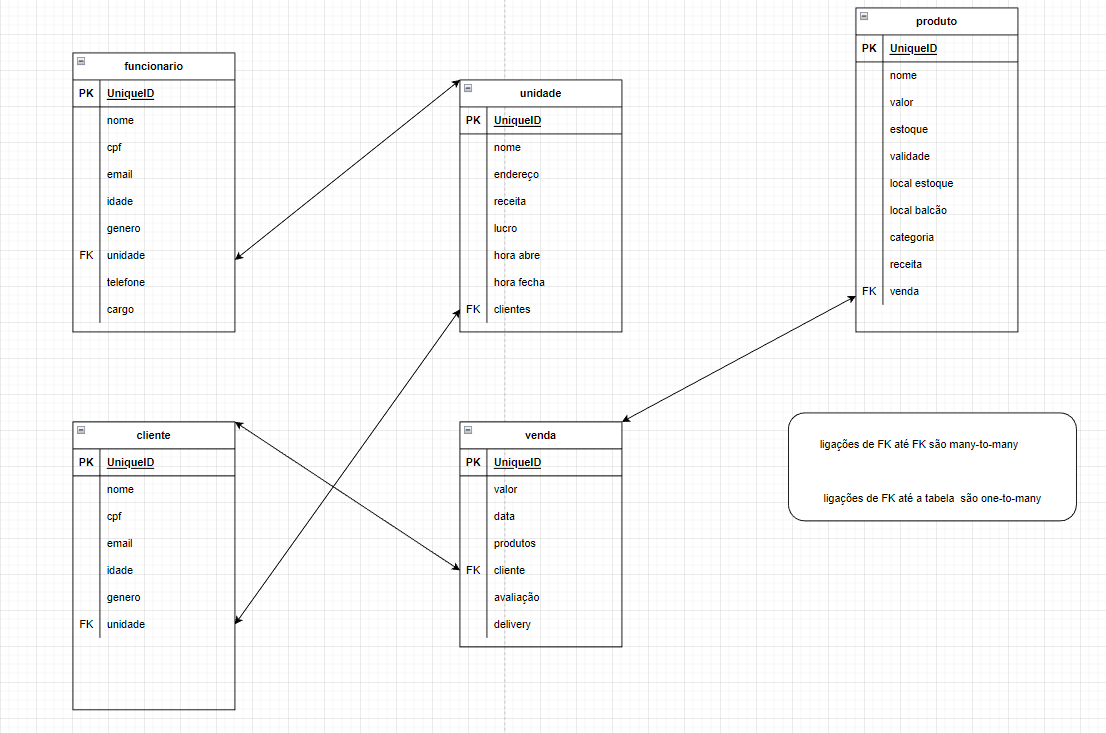 funcionario
PK UniqueID
nome
cpf
email
idade
genero
FK unidade
telefone
cargo
unidade
PK UniqueID
nome
endereço
receita
lucro
hora abre
hora fecha
FK clientes
produto
PK UniqueID
nome
valor
estoque
validade
local estoque
local balcão
categoria
receita
FK venda
cliente
PK UniqueID
nome
cpf
email
idade
genero
FK unidade
venda
PK UniqueID
valor
data
produtos
FK cliente
avaliação
delivery
ligações de FK até FK são many-to-many
ligações de FK até a tabela são one-to-many